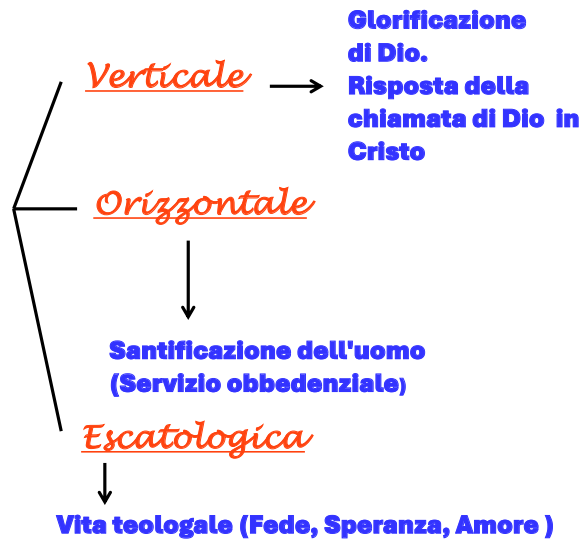 Verticale
Glorificazione
di Dio.
Risposta della
chiamata di Dio in
Cristo
Orizzontale
Santificazione dell'uomo
(Servizio obbedenziale)
Escatologica
Vita teologale (Fede, Speranza, Amore )